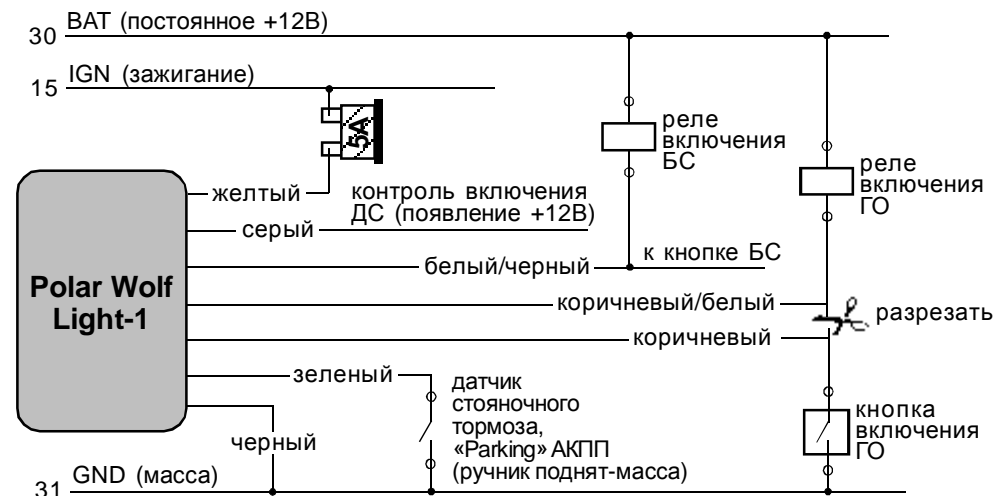 30 BAT (постоянное +12В)
15 IGN (зажигание)
5А
реле
включения
БС
реле
включения
ГО
желтый
контроль включения
ДС (появление +12В)
серый
белый/черный
к кнопке БС
Polar Wolf
Light-1
коричневый/белый
разрезать
коричневый
зеленый
датчик
стояночного
тормоза,
«Parking» АКПП
(ручник поднят-масса)
кнопка
включения
ГО
черный
31 GND (масса)